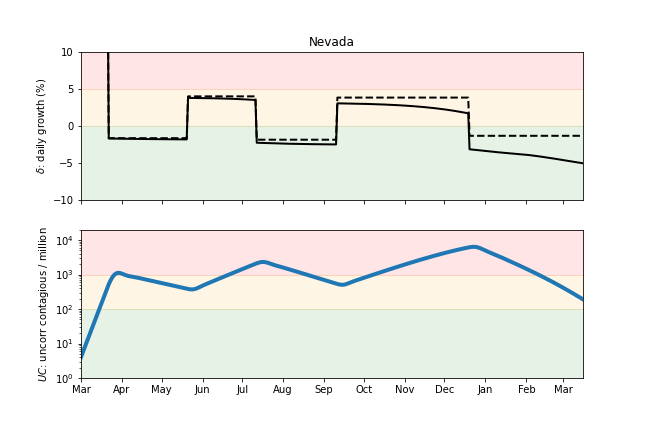 Nevada
10
5
0
−5
−10
δ: daily growth (%)
10⁴
10³
10²
10¹
10⁰
UC: uncorr contagious / million
Mar Apr May Jun Jul Aug Sep Oct Nov Dec Jan Feb Mar